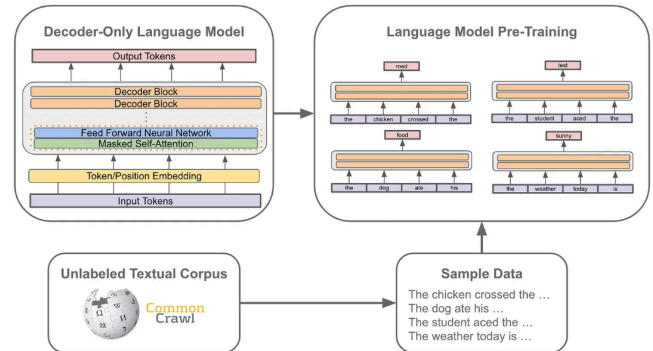 Decoder-Only Language Model
Output Tokens
Decoder Block
Decoder Block
Feed Forward Neural Network
Masked Self-Attention
Token/Position Embedding
Input Tokens
Language Model Pre-Training
road
the chicken crossed the
test
the student aced the
food
the dog ate his
sunny
the weather today is
Unlabeled Textual Corpus
Common
Crawl
Sample Data
The chicken crossed the ...
The dog ate his ...
The student aced the ...
The weather today is ...